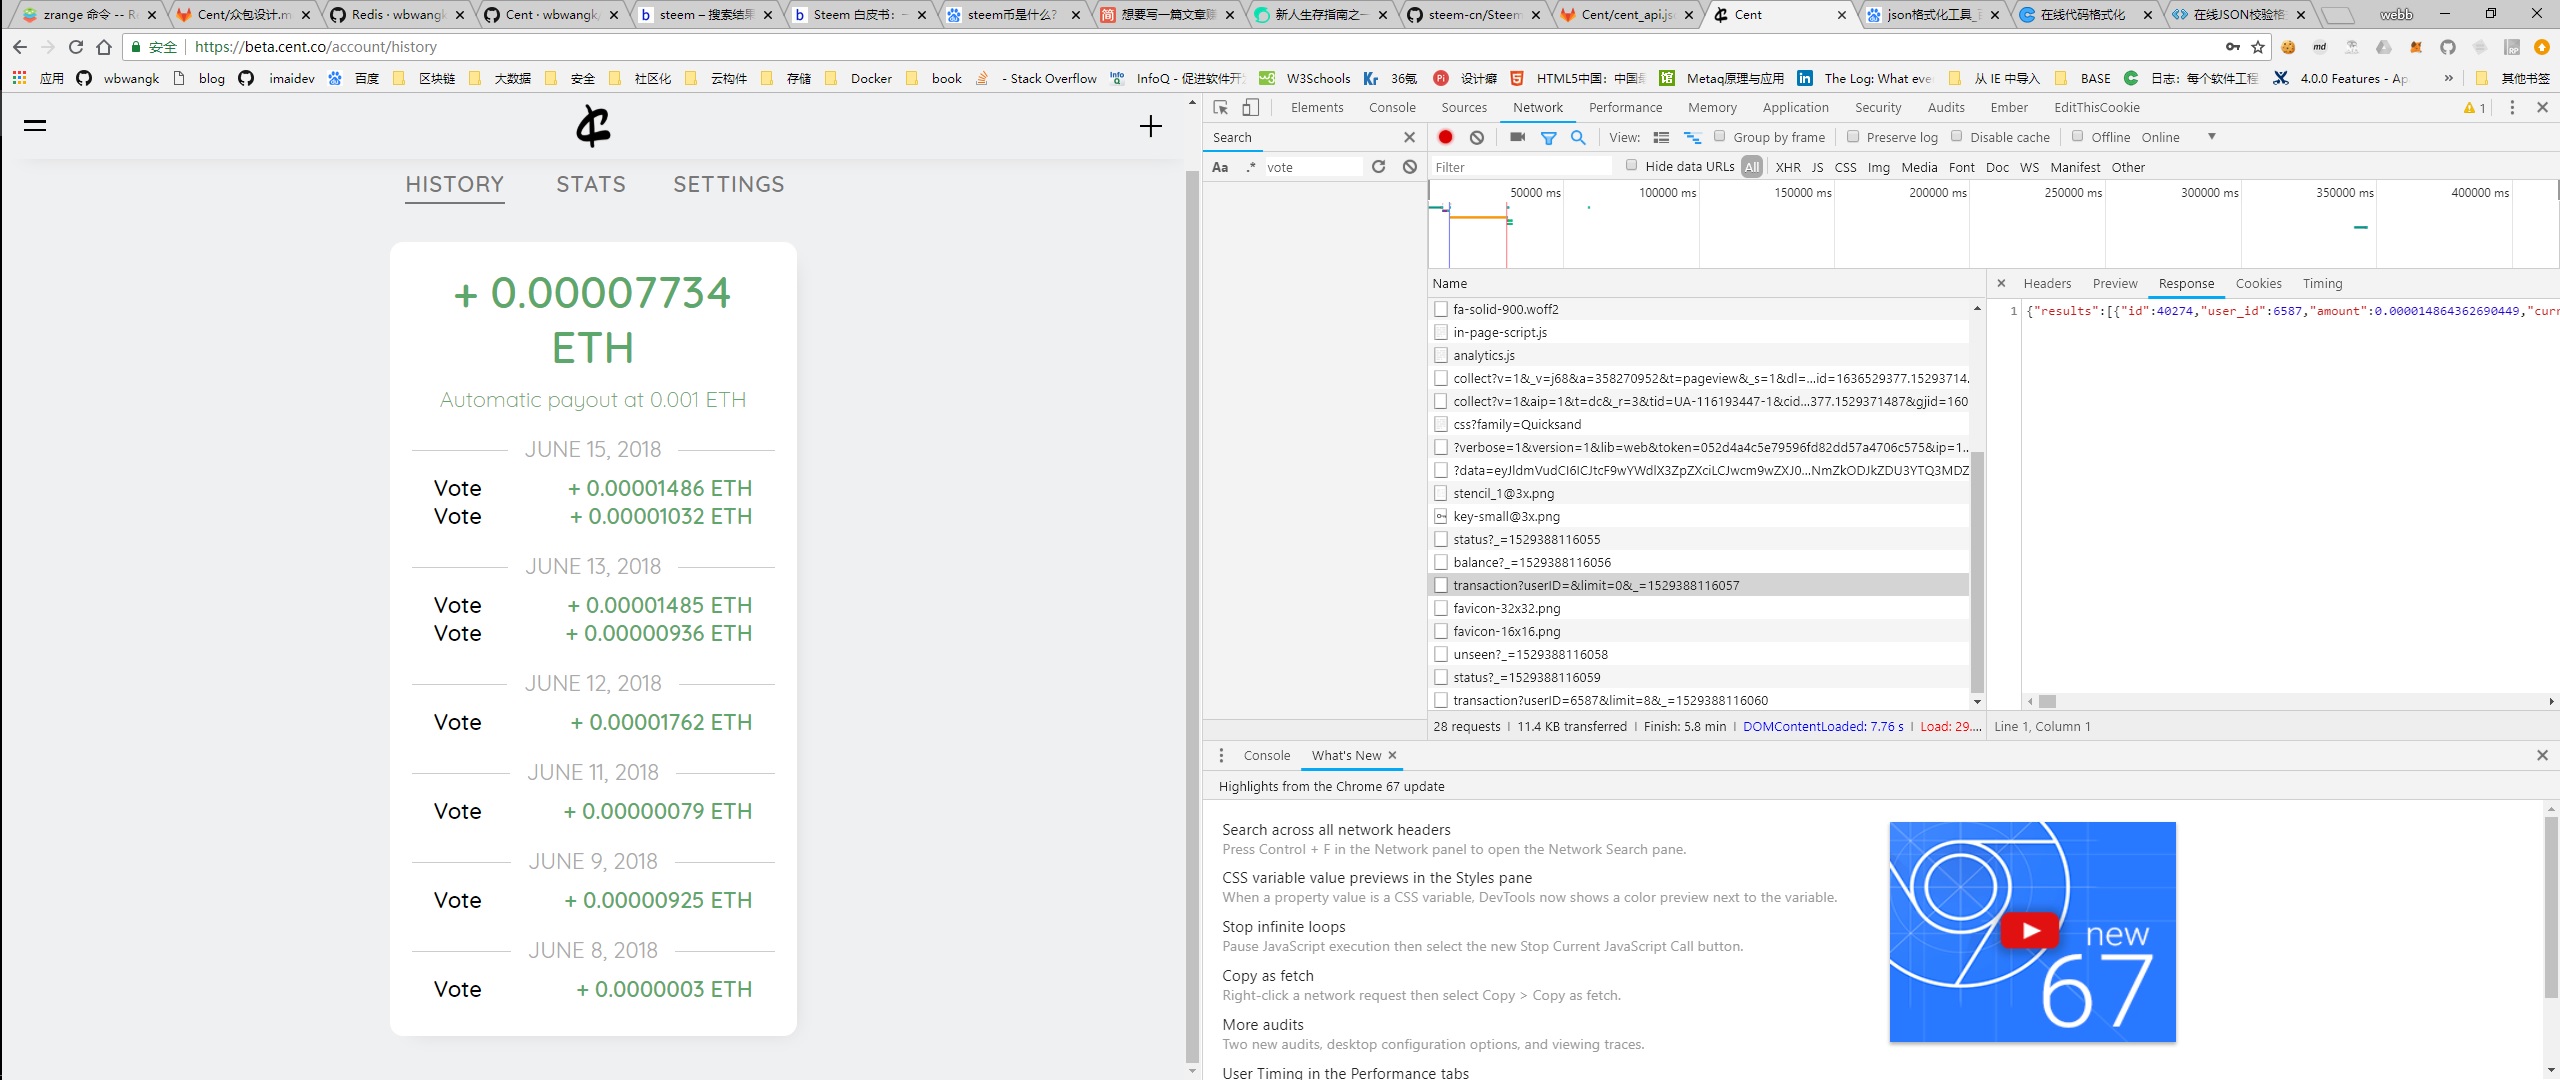 zrange 命令 -- R
Cent/众包设计.m
Redis · wbwangk
Cent · wbwangk
steem – 搜索结果
Steem 白皮书: 一
steem币是什么?
想要写一篇文章
新人生存指南之一
steem-cn/Steem
Cent/cent_api.js
Cent
json格式化工具_
在线代码格式化
在线JSON校验格
webb
安全 https://beta.cent.co/account/history
应用
wbwangk
blog
imaidev
百度
区块链
大数据
安全
社区化
云构件
存储
Docker
book
- Stack Overflow
InfoQ - 促进软件开
W3Schools
36氪
设计癖
HTML5中国:
Metaq原理与应用
The Log: What eve
从 IE 中导入
BASE
日志: 每个软件工程
4.0.0 Features - Ap
» 其他书签
HISTORY STATS SETTINGS
+ 0.00007734
ETH
Automatic payout at 0.001 ETH
JUNE 15, 2018
Vote + 0.00001486 ETH
Vote + 0.00001032 ETH
JUNE 13, 2018
Vote + 0.00001485 ETH
Vote + 0.00000936 ETH
JUNE 12, 2018
Vote + 0.00001762 ETH
JUNE 11, 2018
Vote + 0.00000079 ETH
JUNE 9, 2018
Vote + 0.00000925 ETH
JUNE 8, 2018
Vote + 0.0000003 ETH
Elements Console Sources Network Performance Memory Application Security Audits Ember EditThisCookie 1
Search
Aa .* vote
View: Group by frame Preserve log Disable cache Offline Online
Filter Hide data URLs All XHR JS CSS Img Media Font Doc WS Manifest Other
50000 ms 100000 ms 150000 ms 200000 ms 250000 ms 300000 ms 350000 ms 400000 ms
Name
fa-solid-900.woff2
in-page-script.js
analytics.js
collect?v=1&_v=j68&a=358270952&t=pageview&_s=1&dl=...id=1636529377.15293714.
collect?v=1&aip=1&t=dc&_r=3&tid=UA-116193447-1&cid...377.1529371487&gjid=160
css?family=Quicksand
?verbose=1&version=1&lib=web&token=052d4a4c5e79596fd82dd57a4706c575&ip=1..
?data=eyJldmVudCI6ICJtcF9wYWdlX3ZpZXciLCJwcm9wZXJ0...NmZkODJkZDU3YTQ3MDZ
stencil_1@3x.png
key-small@3x.png
status?_=1529388116055
balance?_=1529388116056
transaction?userID=&limit=0&_=1529388116057
favicon-32x32.png
favicon-16x16.png
unseen?_=1529388116058
status?_=1529388116059
transaction?userID=6587&limit=8&_=1529388116060
28 requests | 11.4 KB transferred | Finish: 5.8 min | DOMContentLoaded: 7.76 s | Load: 29....
Headers Preview Response Cookies Timing
1 {"results":[{"id":40274,"user_id":6587,"amount":0.000014864362690449,"curr
Line 1, Column 1
Console What's New
Highlights from the Chrome 67 update
Search across all network headers
Press Control + F in the Network panel to open the Network Search pane.
CSS variable value previews in the Styles pane
When a property value is a CSS variable, DevTools now shows a color preview next to the variable.
Stop infinite loops
Pause JavaScript execution then select the new Stop Current JavaScript Call button.
Copy as fetch
Right-click a network request then select Copy > Copy as fetch.
More audits
Two new audits, desktop configuration options, and viewing traces.
User Timing in the Performance tabs
new
67